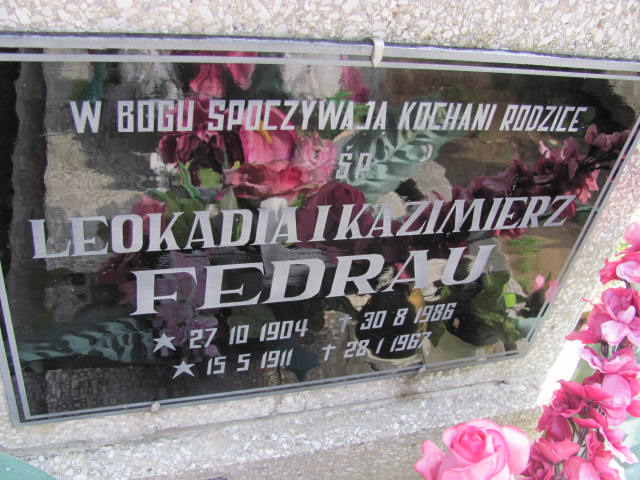 W BOGU SPOCZYWAJĄ KOCHANI RODZICE
ŚP.
LEOKADIA I KAZIMIERZ
FEDRAU
★ 27 10 1904 † 30 8 1986
★ 15 5 1911 † 28 1 1967